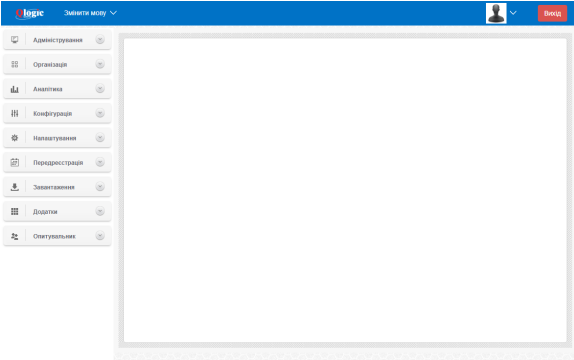 Qlogic
Змінити мову
Вихід
Адміністрування
Організація
Аналітика
Конфігурація
Налаштування
Передреєстрація
Завантаження
Додатки
Опитувальник